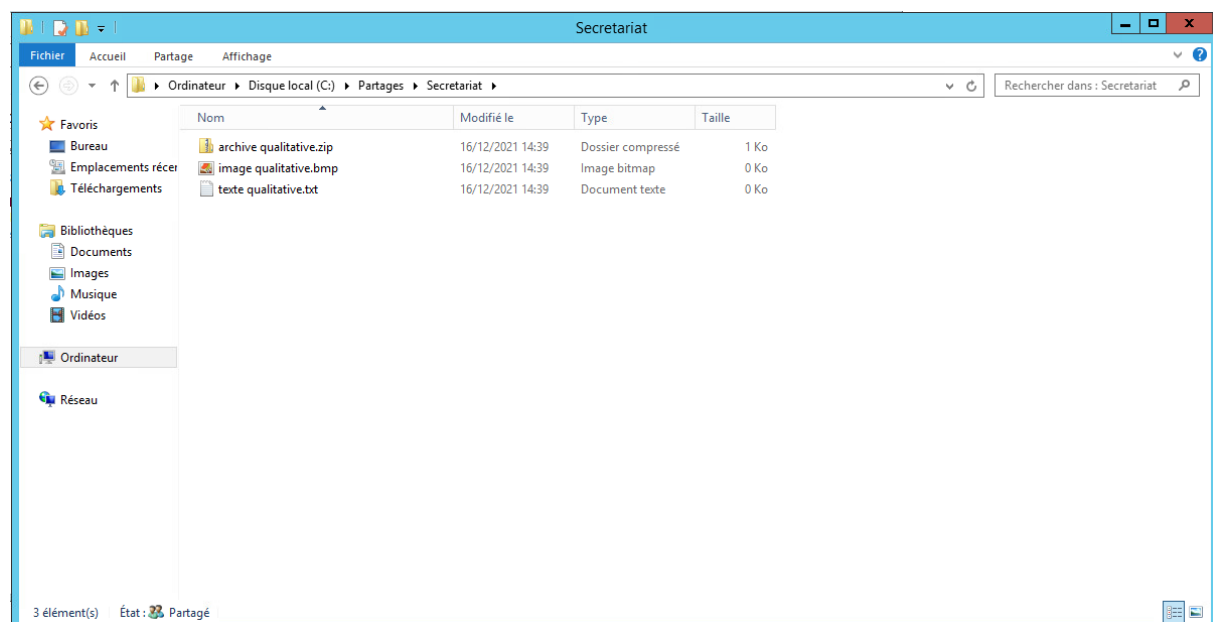 Secretariat
Fichier Accueil Partage Affichage
Ordinateur Disque local (C:) Partages Secretariat Rechercher dans : Secretariat
Favoris
Bureau
Emplacements récer
Téléchargements
Bibliothèques
Documents
Images
Musique
Vidéos
Ordinateur
Réseau
Nom Modifié le Type Taille
archive qualitative.zip 16/12/2021 14:39 Dossier compressé 1 Ko
image qualitative.bmp 16/12/2021 14:39 Image bitmap 0 Ko
texte qualitative.txt 16/12/2021 14:39 Document texte 0 Ko
3 élément(s) État : Partagé